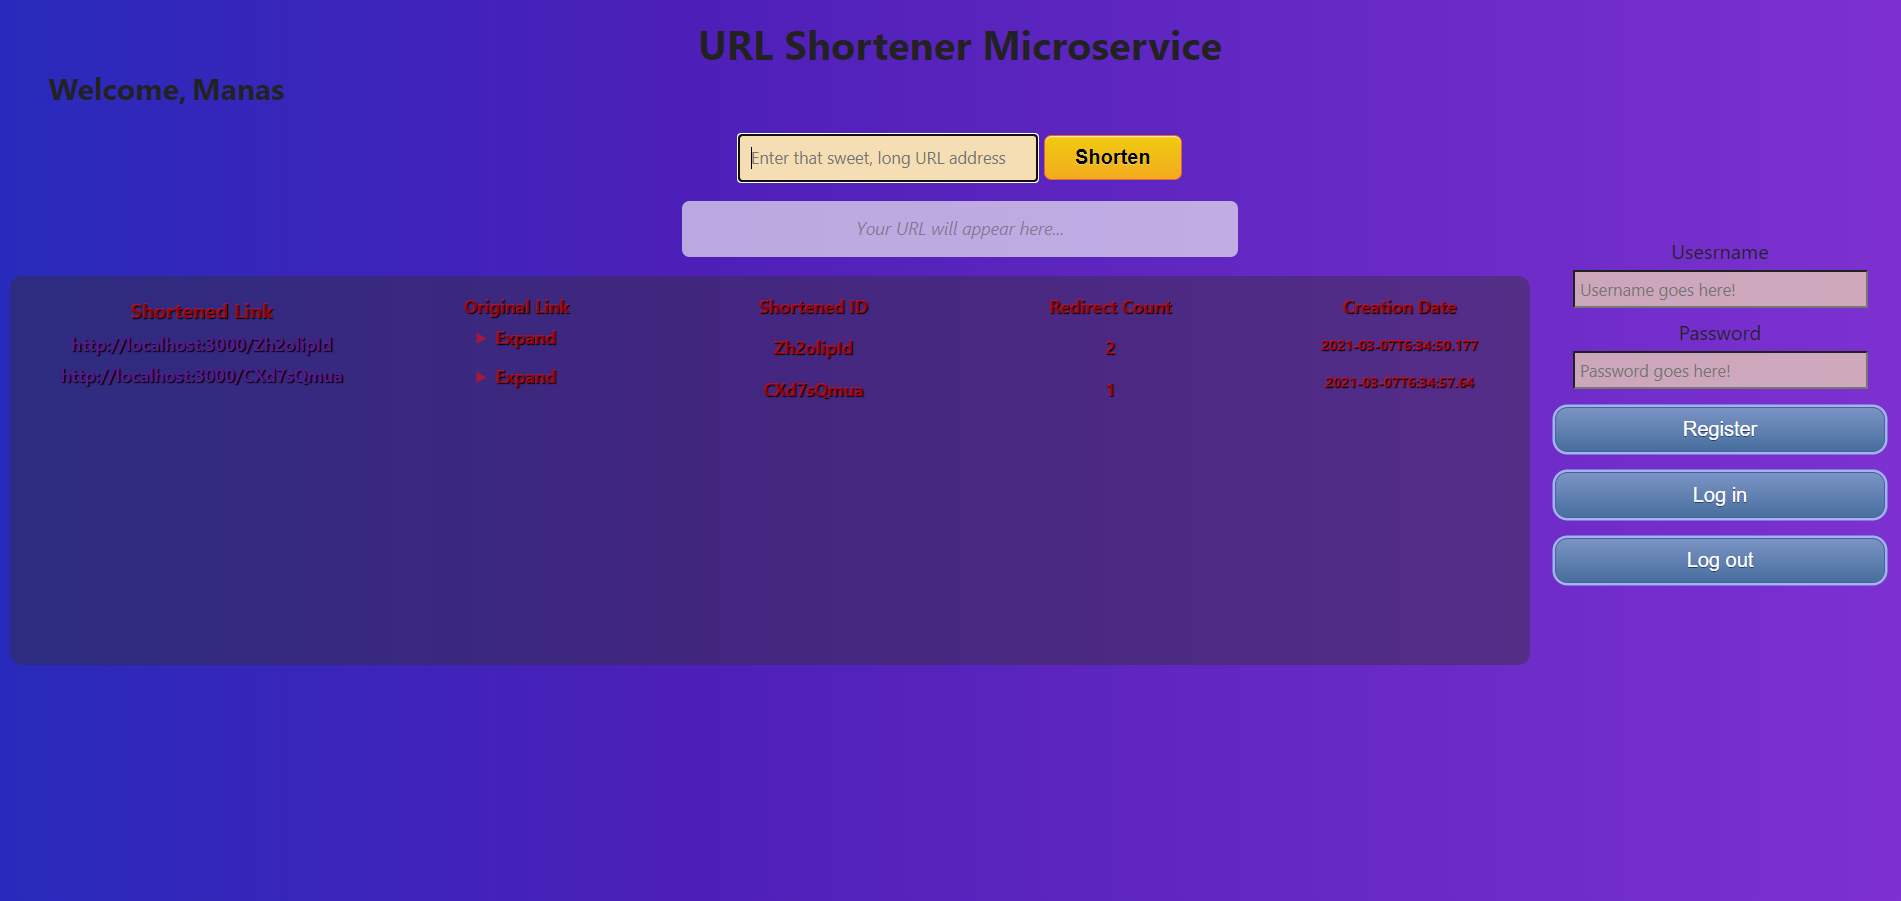 URL Shortener Microservice
Welcome, Manas
Enter that sweet, long URL address
Shorten
Your URL will appear here...
Shortened Link Original Link Shortened ID Redirect Count Creation Date
http://localhost:3000/Zh2olipId Expand Zh2olipId 2 2021-03-07T6:34:50.177
http://localhost:3000/CXd7sQmua Expand CXd7sQmua 1 2021-03-07T6:34:57.64
Usesrname
Username goes here!
Password
Password goes here!
Register
Log in
Log out